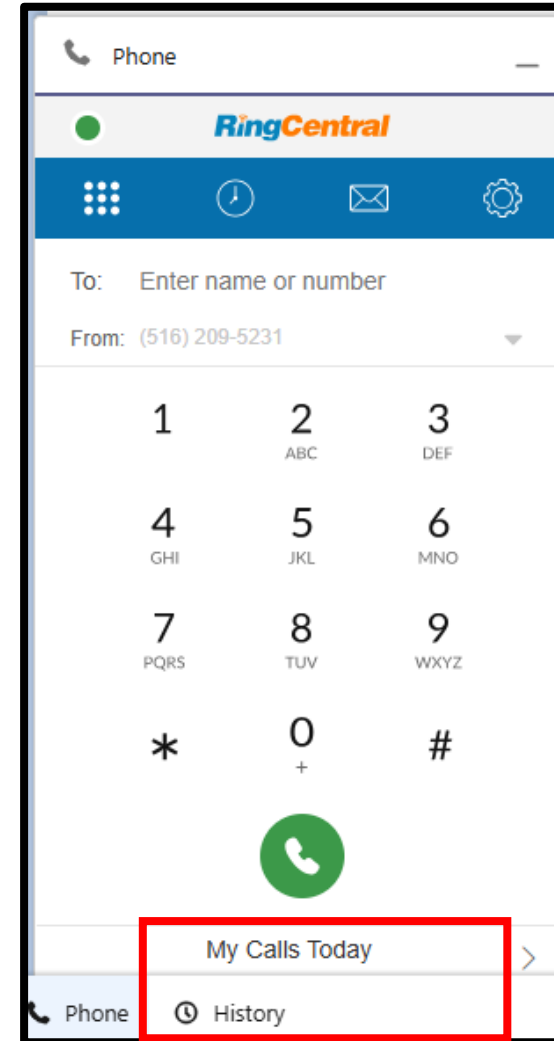 Phone
RingCentral
To: Enter name or number
From: (516) 209-5231
1 2 3
ABC DEF
4 5 6
GHI JKL MNO
7 8 9
PQRS TUV WXYZ
* 0 #
+
My Calls Today
Phone History